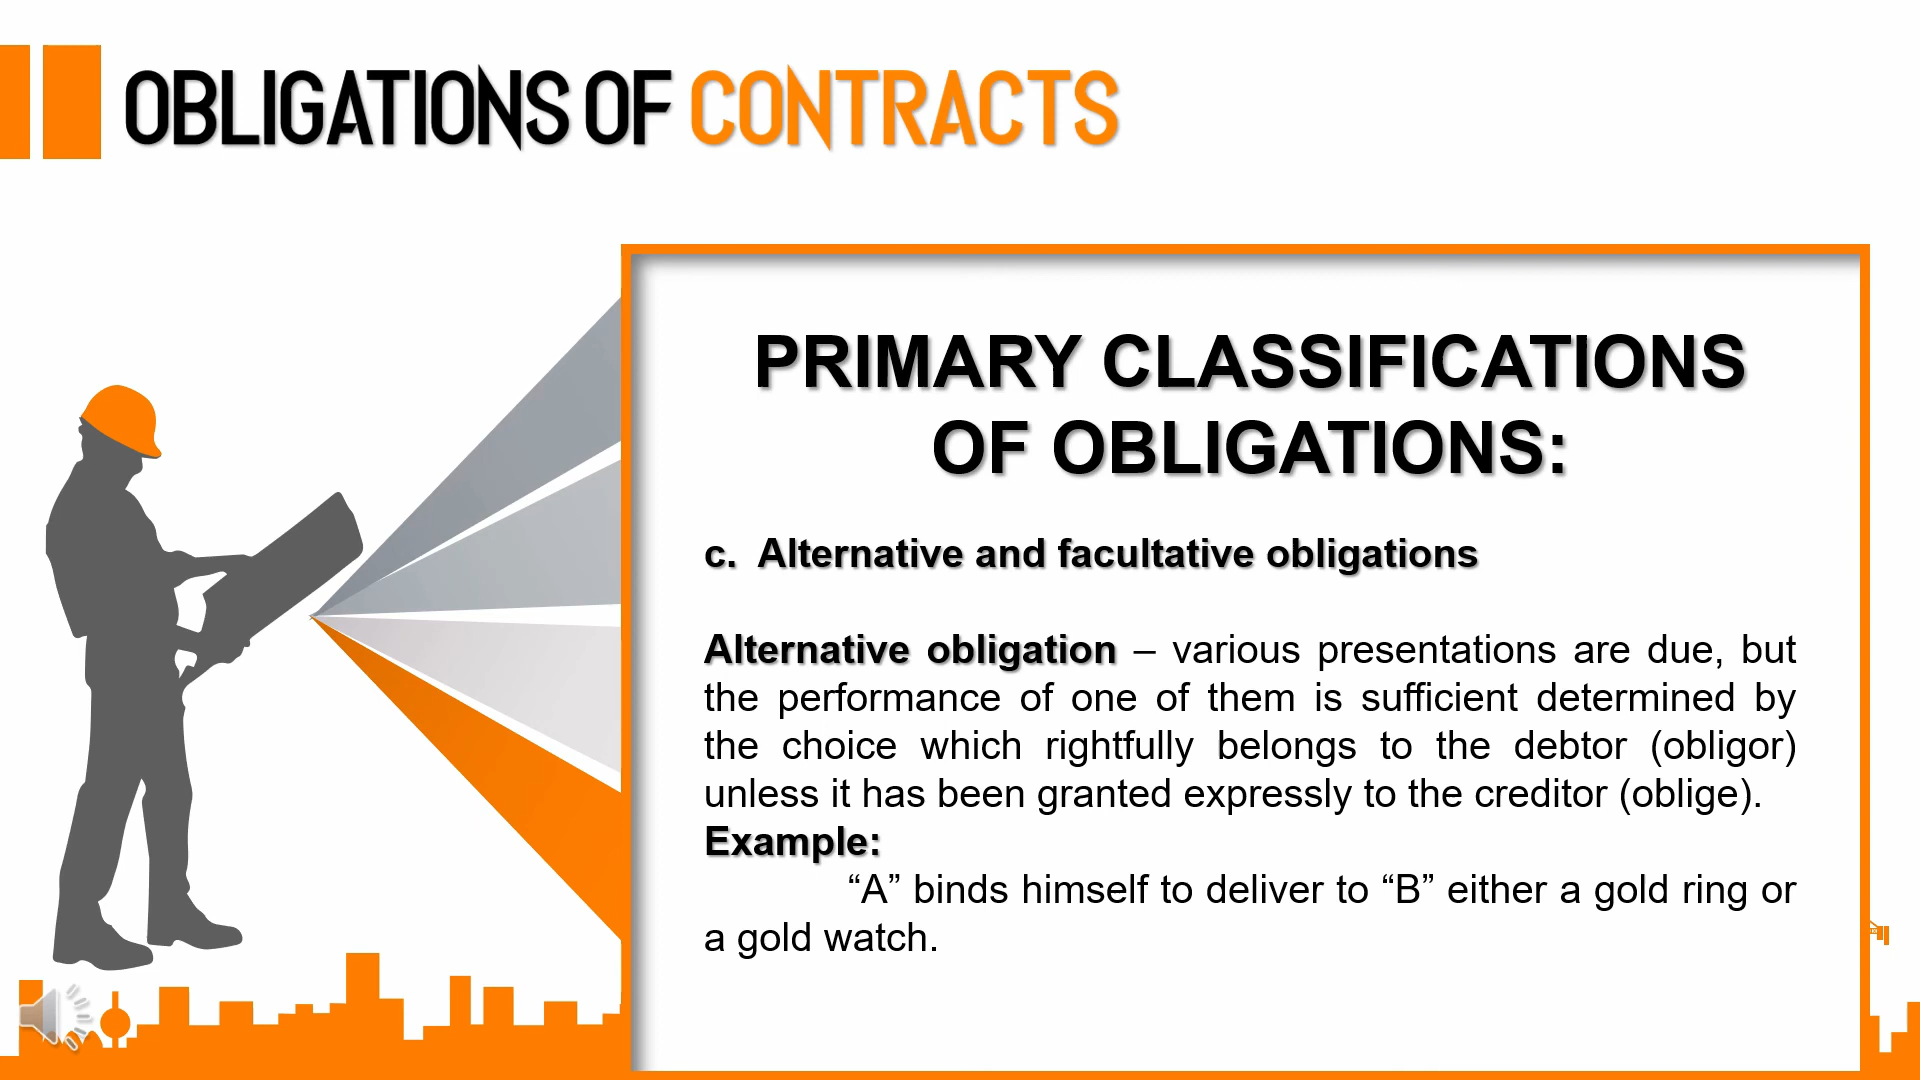 OBLIGATIONS OF CONTRACTS
PRIMARY CLASSIFICATIONS
OF OBLIGATIONS:
c. Alternative and facultative obligations
Alternative obligation – various presentations are due, but
the performance of one of them is sufficient determined by
the choice which rightfully belongs to the debtor (obligor)
unless it has been granted expressly to the creditor (oblige).
Example:
“A” binds himself to deliver to “B” either a gold ring or
a gold watch.